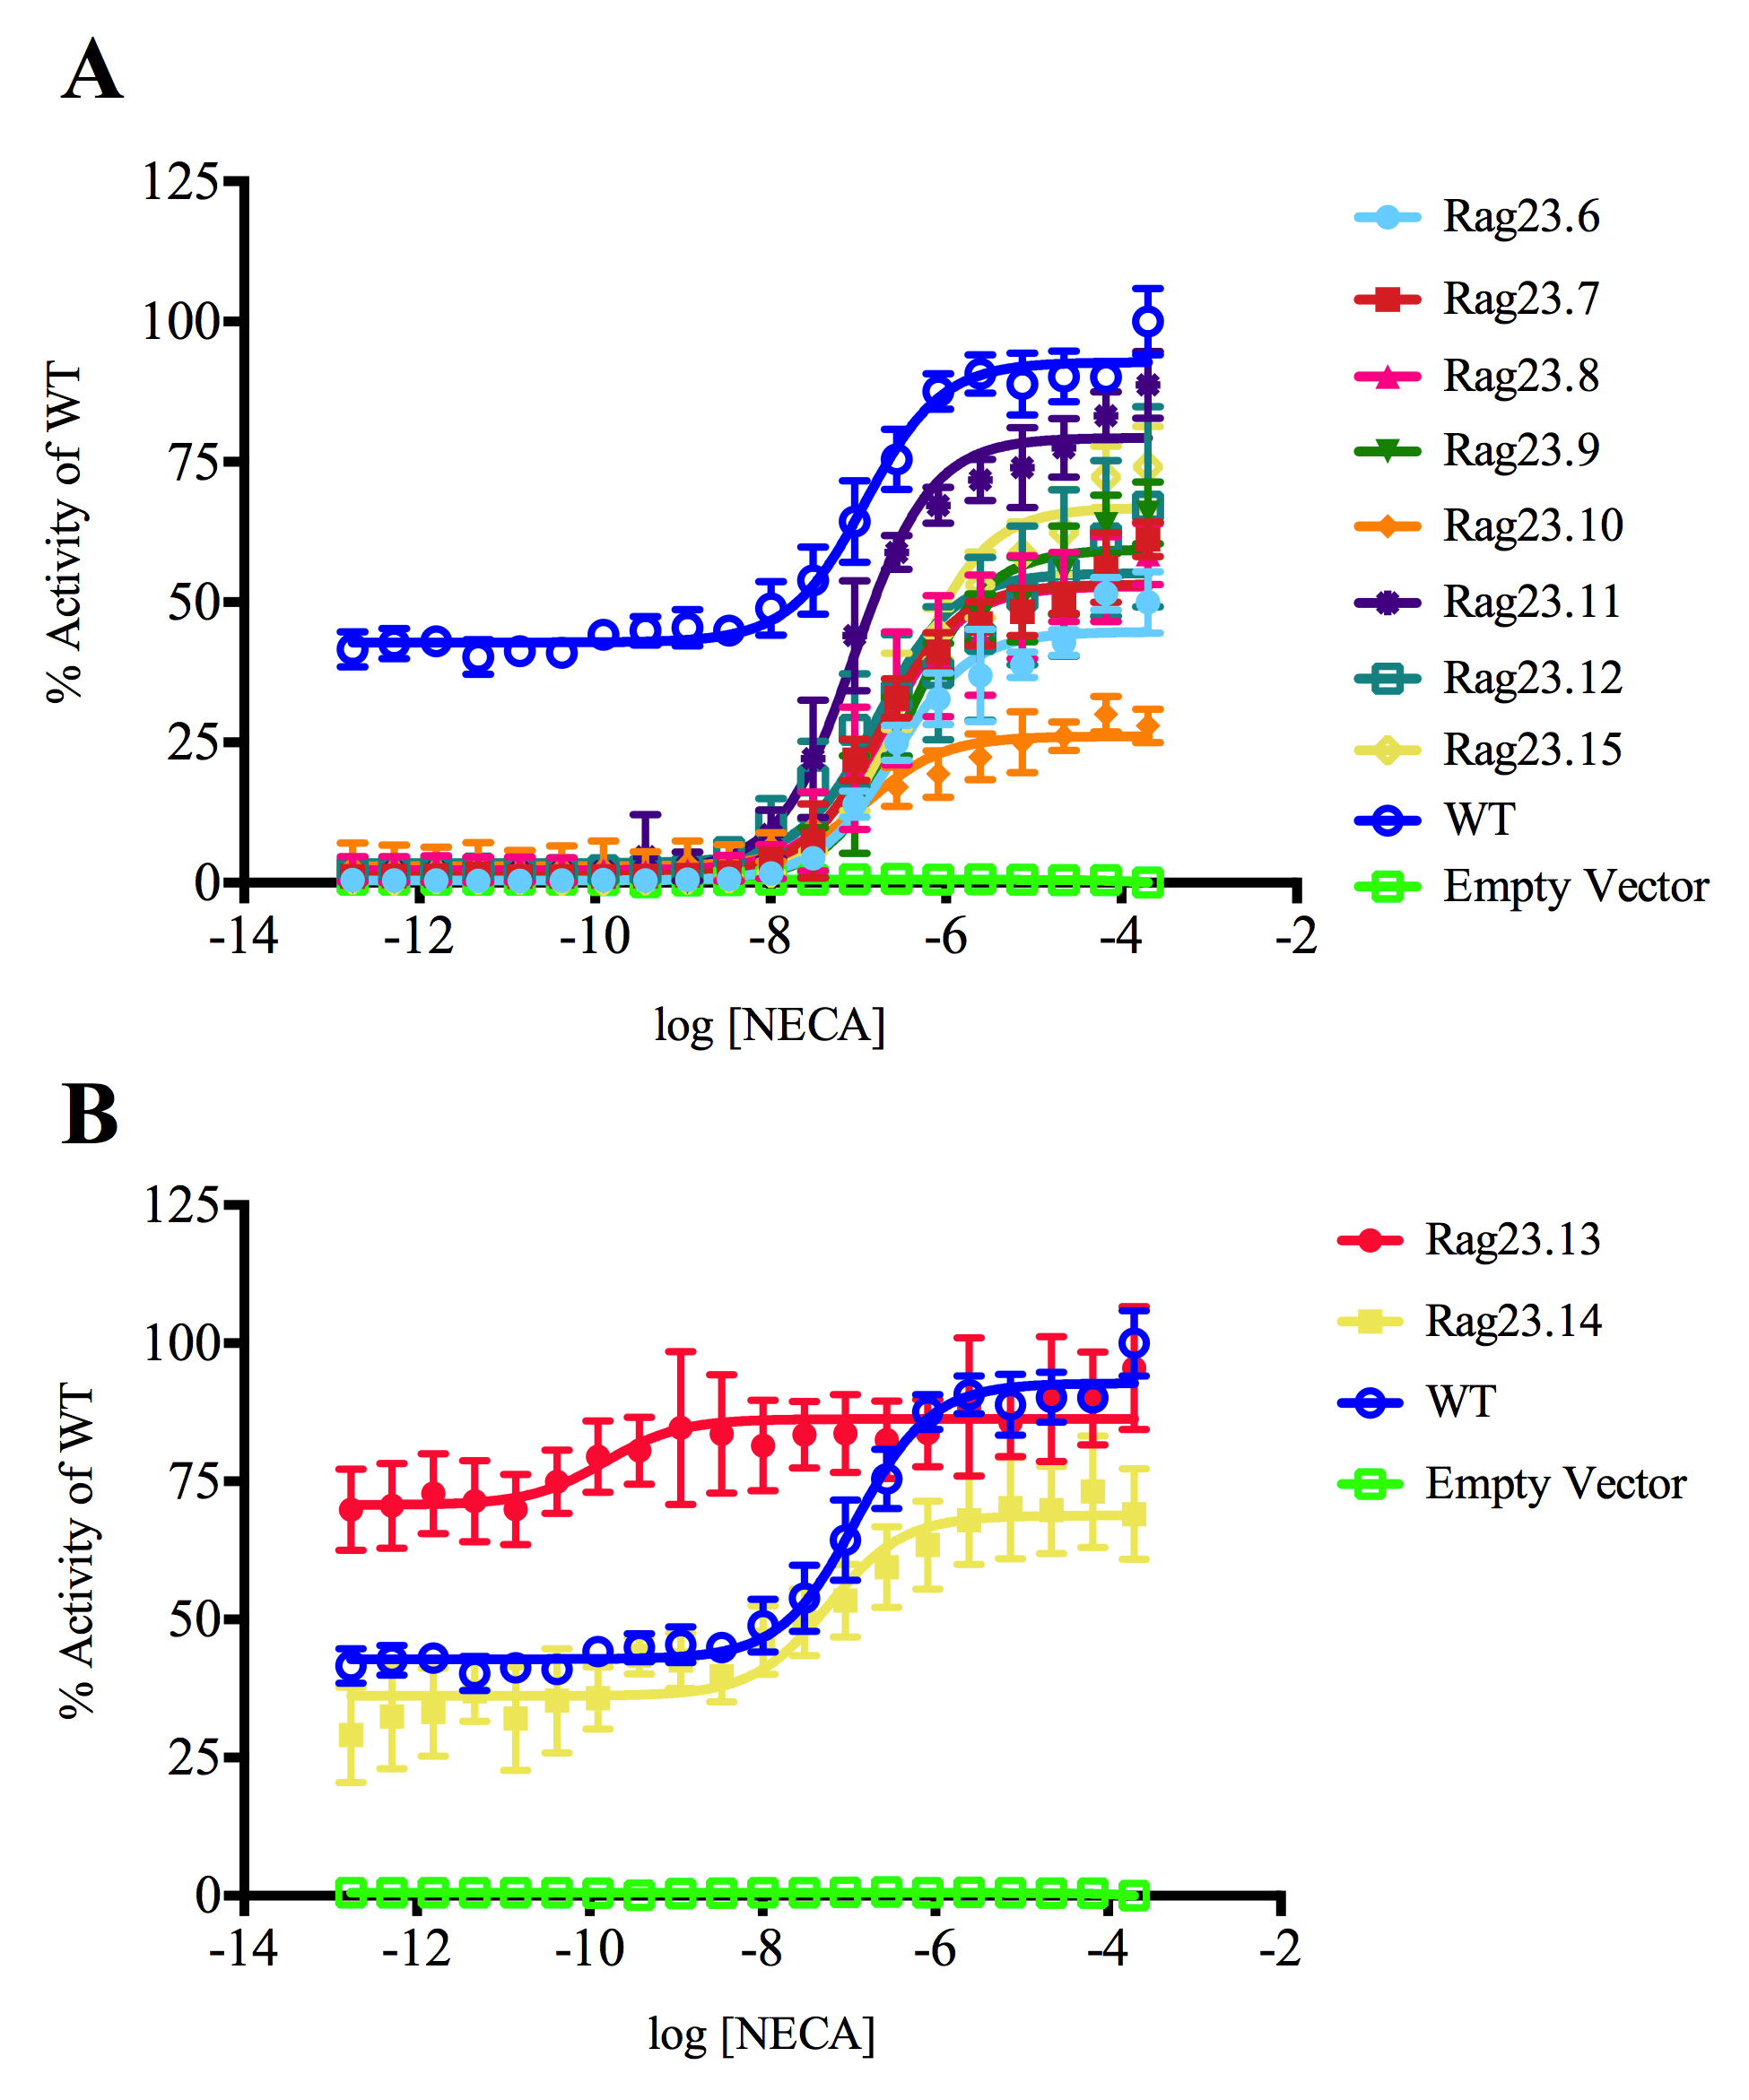 A
125
100
75
50
25
0
% Activity of WT
-14 -12 -10 -8 -6 -4 -2
log [NECA]
Rag23.6
Rag23.7
Rag23.8
Rag23.9
Rag23.10
Rag23.11
Rag23.12
Rag23.15
WT
Empty Vector
B
125
100
75
50
25
0
% Activity of WT
-14 -12 -10 -8 -6 -4 -2
log [NECA]
Rag23.13
Rag23.14
WT
Empty Vector